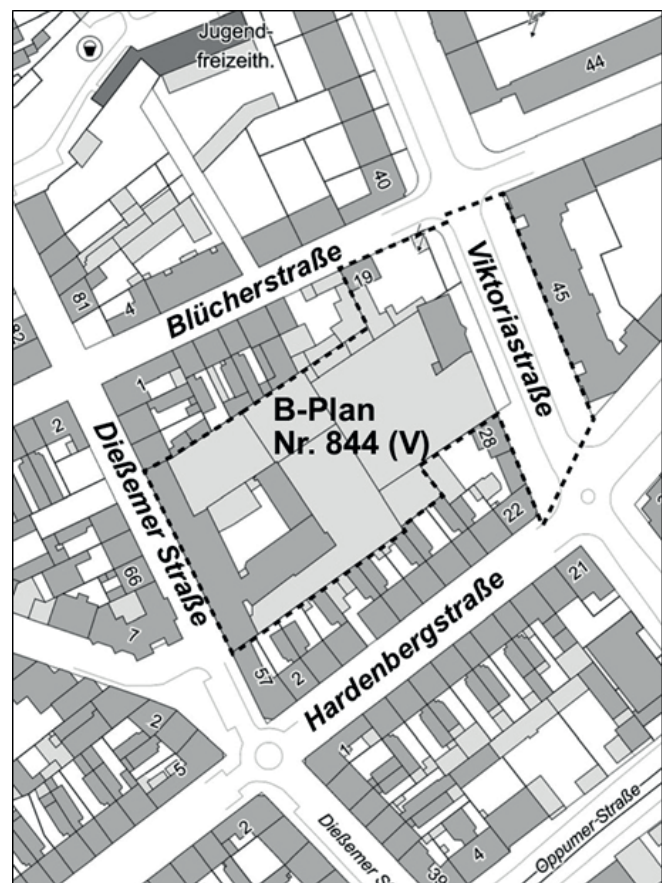 Jugend-
freizeith.
44
40
Viktoriastraße
45
19
81
4
Blücherstraße
82
1
B-Plan
Nr. 844 (V)
2
Dießemer Straße
28
22
66
7
21
57
2
Hardenbergstraße
2
5
1
2
Dießemer S
39
4
Oppumer-Straße